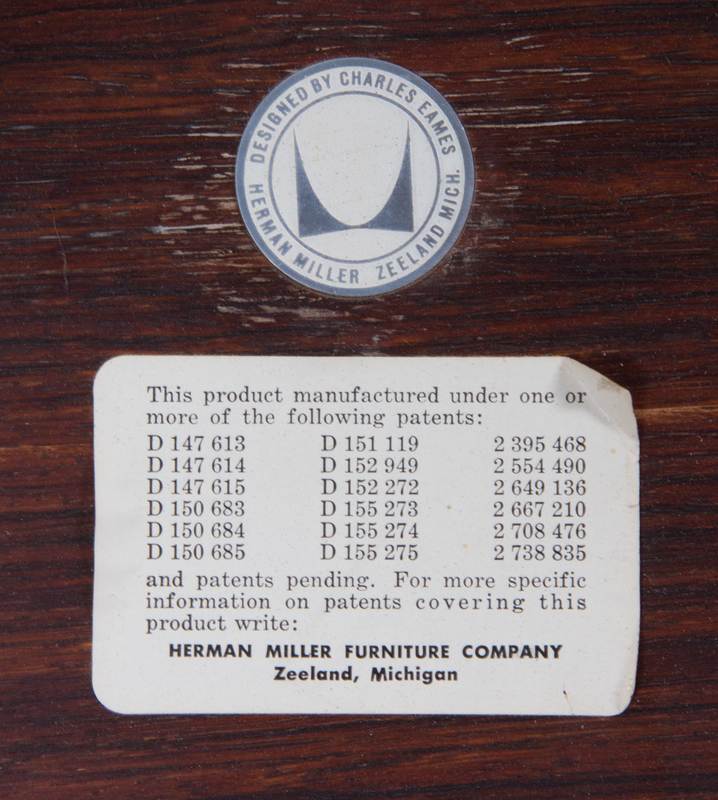 DESIGNED BY CHARLES EAMES
HERMAN MILLER, ZEELAND MICH.
This product manufactured under one or
more of the following patents:
D 147 613 D 151 119 2 395 468
D 147 614 D 152 949 2 554 490
D 147 615 D 152 272 2 649 136
D 150 683 D 155 273 2 667 210
D 150 684 D 155 274 2 708 476
D 150 685 D 155 275 2 738 835
and patents pending. For more specific
information on patents covering this
product write:
HERMAN MILLER FURNITURE COMPANY
Zeeland, Michigan